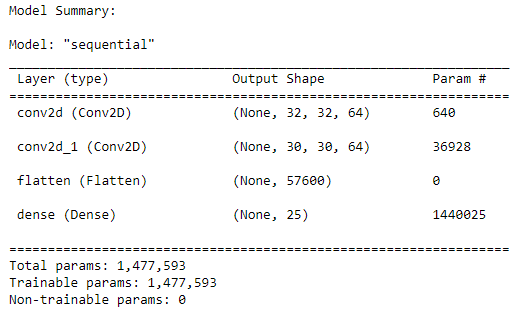 Model Summary:
Model: "sequential"
_________________________________________________________________
Layer (type) Output Shape Param #
=================================================================
conv2d (Conv2D) (None, 32, 32, 64) 640
conv2d_1 (Conv2D) (None, 30, 30, 64) 36928
flatten (Flatten) (None, 57600) 0
dense (Dense) (None, 25) 1440025
=================================================================
Total params: 1,477,593
Trainable params: 1,477,593
Non-trainable params: 0